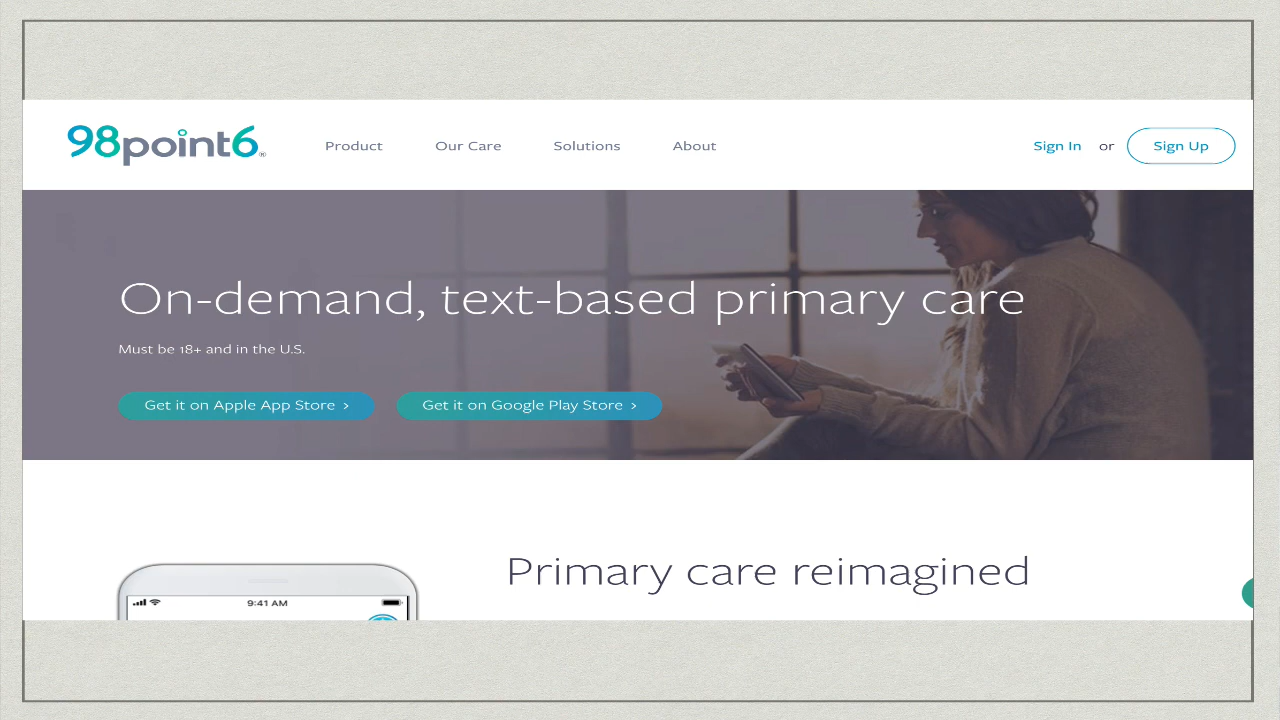 98point6®
Product Our Care Solutions About Sign In or Sign Up
On-demand, text-based primary care
Must be 18+ and in the U.S.
Get it on Apple App Store > Get it on Google Play Store >
Primary care reimagined
9:41 AM